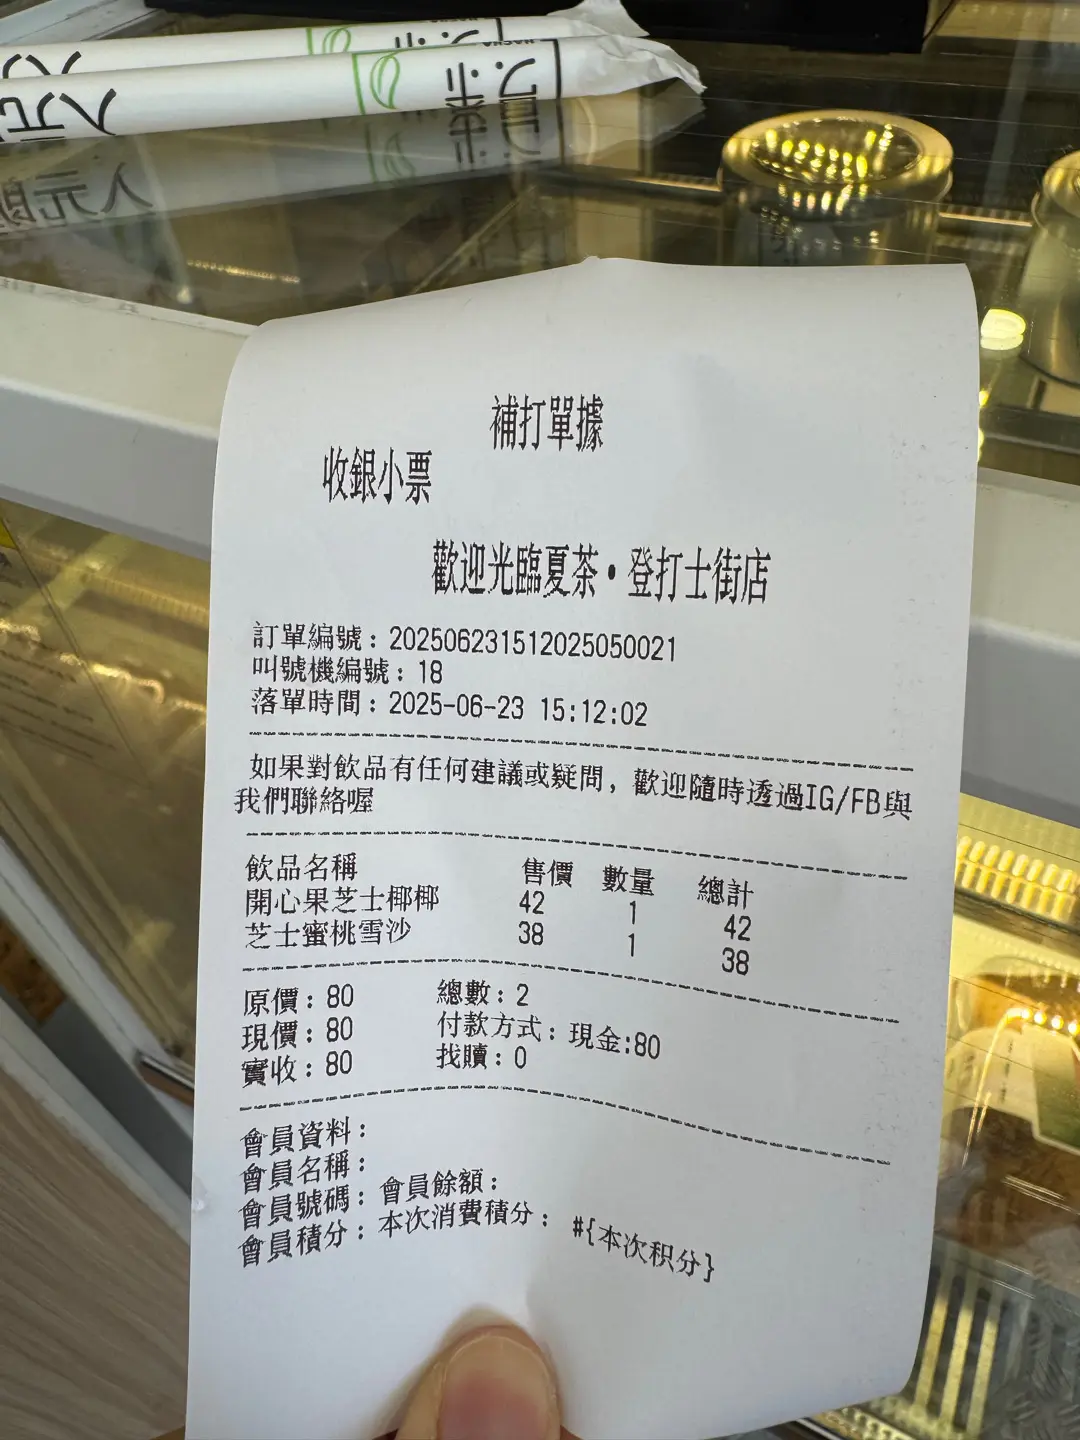 補打單據
收銀小票
歡迎光臨夏茶•登打士街店
訂單編號：202506231512025050021
叫號機編號：18
落單時間：2025-06-23 15:12:02
如果對飲品有任何建議或疑問，歡迎隨時透過IG/FB與
我們聯絡喔
飲品名稱 售價 數量 總計
開心果芝士椰椰 42 1 42
芝士蜜桃雪沙 38 1 38
原價：80 總數：2
現價：80 付款方式：現金:80
實收：80 找贖：0
會員資料：
會員名稱：
會員號碼：會員餘額：
會員積分：本次消費積分： #{本次积分}